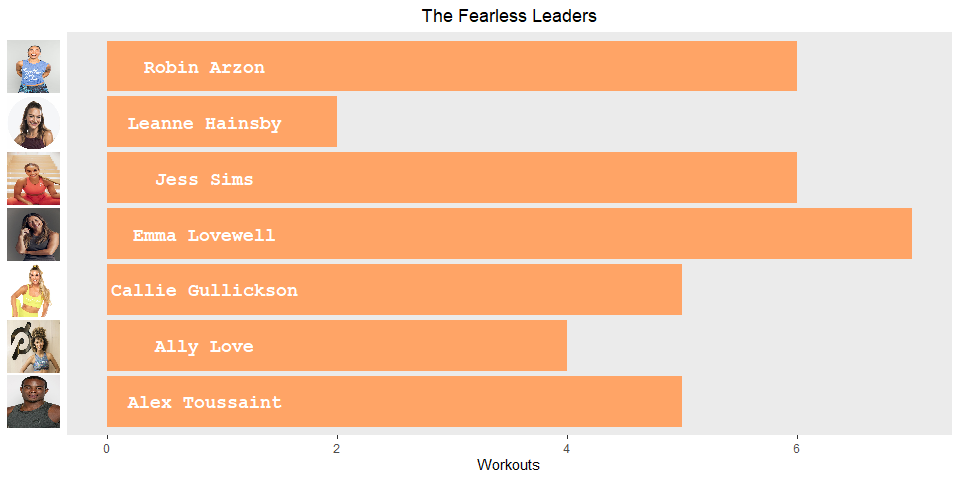 The Fearless Leaders
Robin Arzon
Leanne Hainsby
Jess Sims
Emma Lovewell
Callie Gullickson
Ally Love
Alex Toussaint
0 2 4 6
Workouts